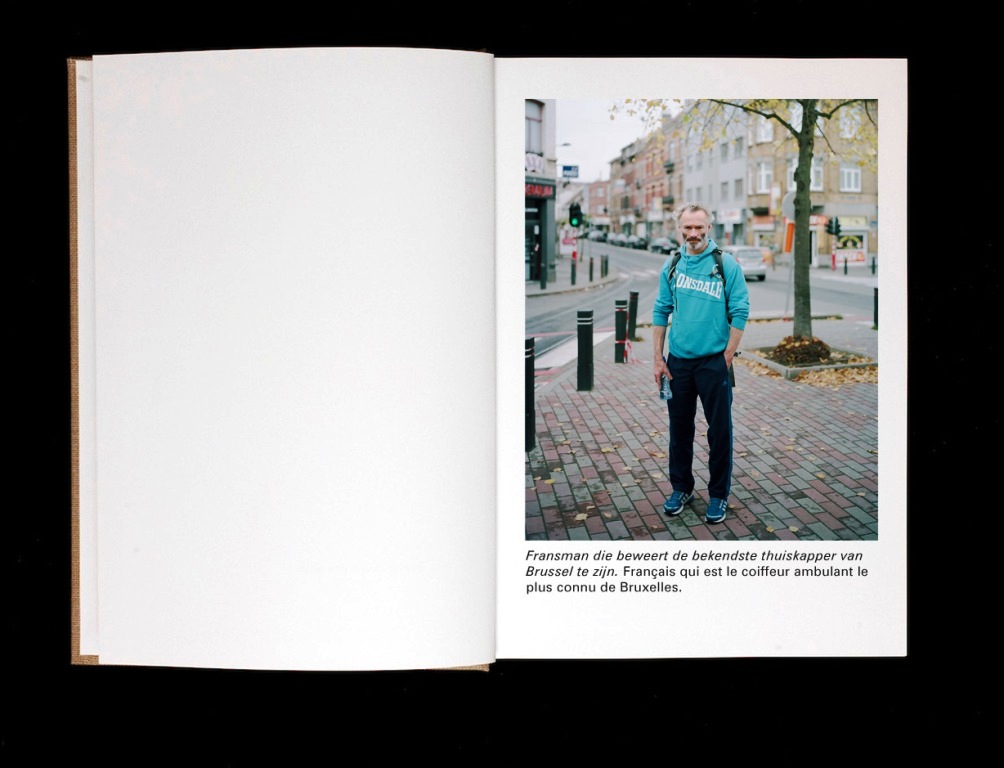 LONSDALE
Fransman die beweert de bekendste thuiskapper van
Brussel te zijn. Français qui est le coiffeur ambulant le
plus connu de Bruxelles.